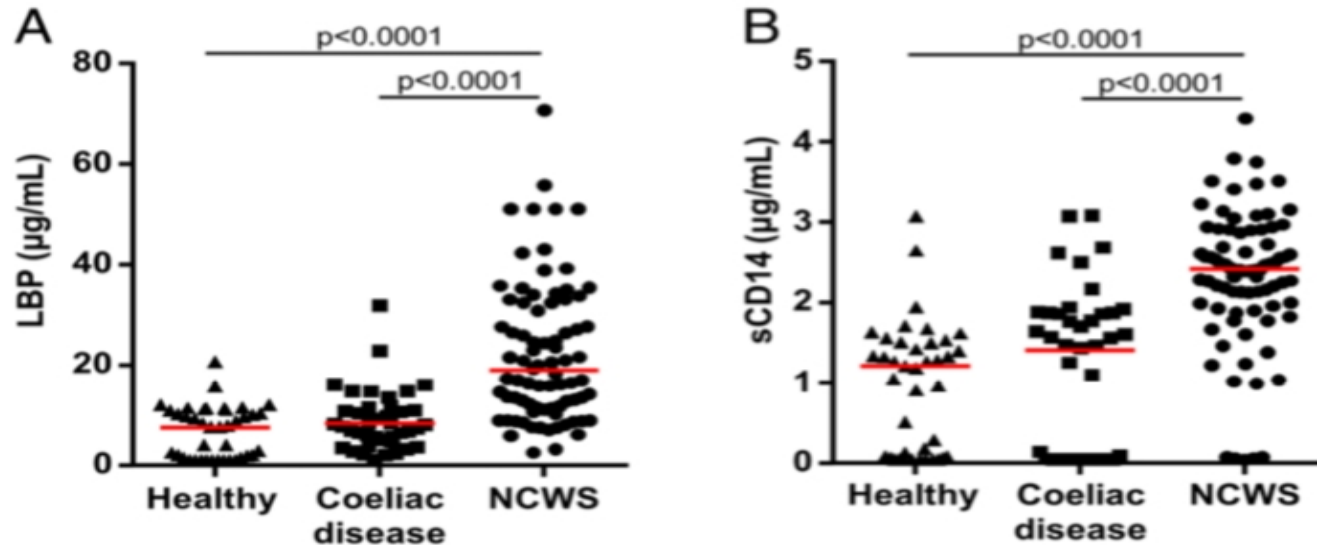 A
p<0.0001
p<0.0001
LBP (µg/mL)
80
60
40
20
0
Healthy
Coeliac
disease
NCWS
B
p<0.0001
p<0.0001
sCD14 (µg/mL)
5
4
3
2
1
0
Healthy
Coeliac
disease
NCWS